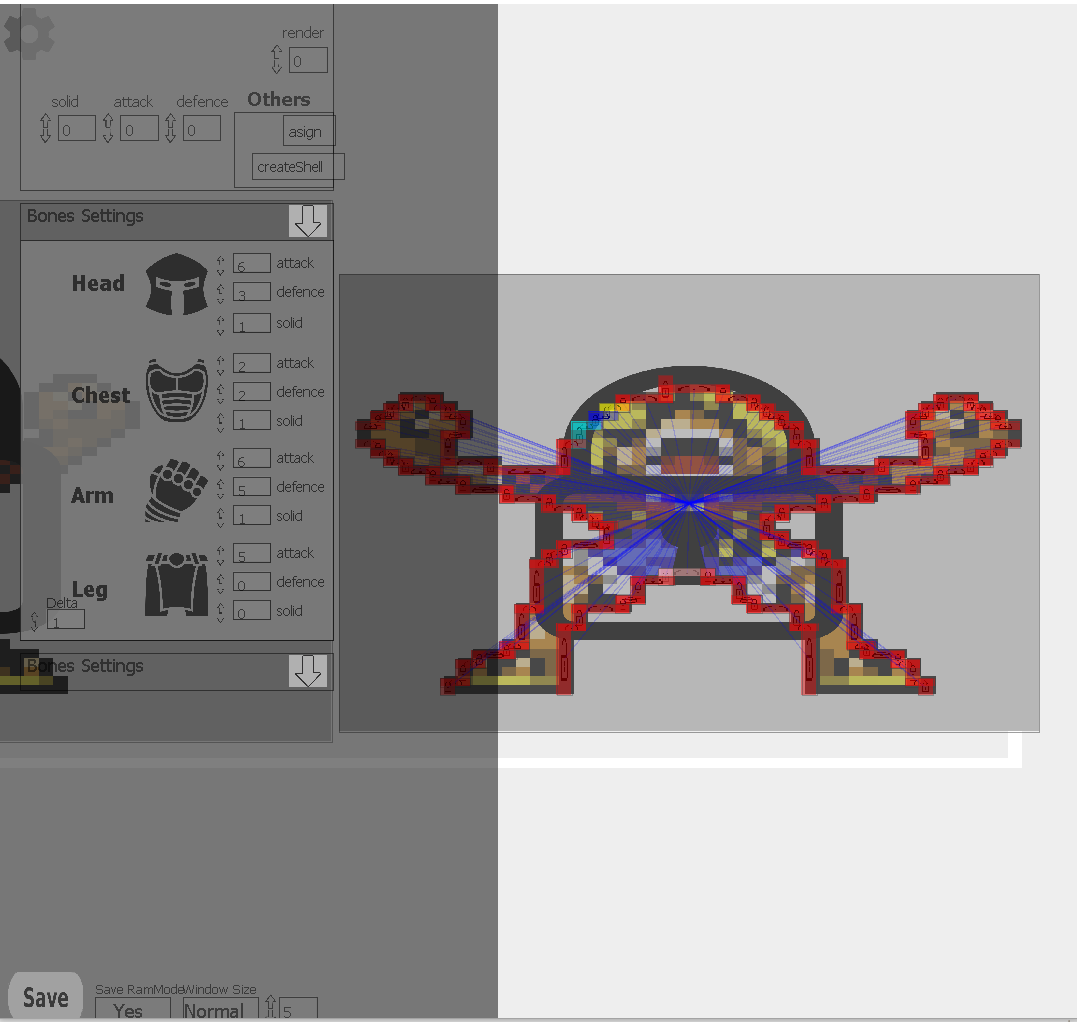 render
0
solid attack defence Others
0 0 0 asign
createShell
Bones Settings
Head 6 attack
3 defence
1 solid
Chest 2 attack
2 defence
1 solid
Arm 6 attack
5 defence
1 solid
Leg 5 attack
0 defence
0 solid
Delta
1
Bones Settings
Save Save RamMode Window Size
Yes Normal 5